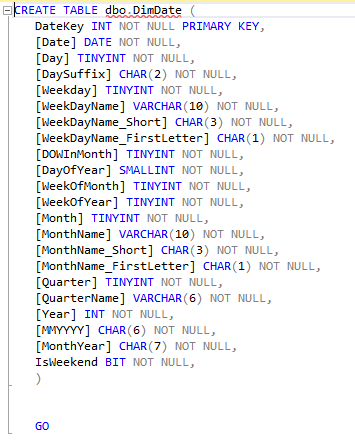 CREATE TABLE dbo.DimDate (
DateKey INT NOT NULL PRIMARY KEY,
[Date] DATE NOT NULL,
[Day] TINYINT NOT NULL,
[DaySuffix] CHAR(2) NOT NULL,
[Weekday] TINYINT NOT NULL,
[WeekDayName] VARCHAR(10) NOT NULL,
[WeekDayName_Short] CHAR(3) NOT NULL,
[WeekDayName_FirstLetter] CHAR(1) NOT NULL,
[DOWInMonth] TINYINT NOT NULL,
[DayOfYear] SMALLINT NOT NULL,
[WeekOfMonth] TINYINT NOT NULL,
[WeekOfYear] TINYINT NOT NULL,
[Month] TINYINT NOT NULL,
[MonthName] VARCHAR(10) NOT NULL,
[MonthName_Short] CHAR(3) NOT NULL,
[MonthName_FirstLetter] CHAR(1) NOT NULL,
[Quarter] TINYINT NOT NULL,
[QuarterName] VARCHAR(6) NOT NULL,
[Year] INT NOT NULL,
[MMYYYY] CHAR(6) NOT NULL,
[MonthYear] CHAR(7) NOT NULL,
IsWeekend BIT NOT NULL,
)
GO